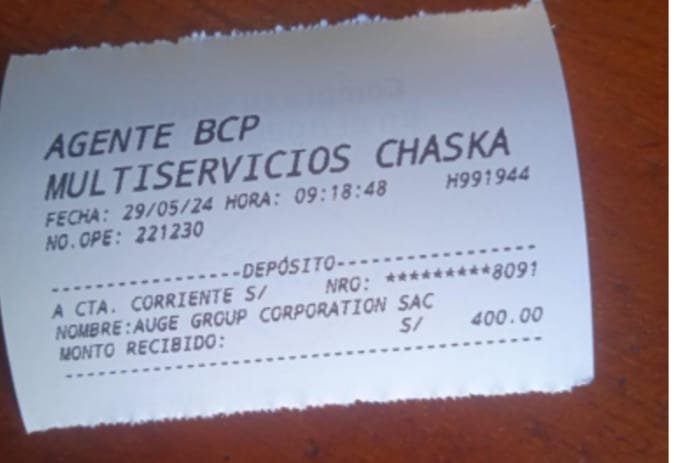 AGENTE BCP
MULTISERVICIOS CHASKA
FECHA: 29/05/24 HORA: 09:18:48 H991944
NO.OPE: 221230
-----------------DEPÓSITO------------------
A CTA. CORRIENTE S/ NRO: *********8091
NOMBRE:AUGE GROUP CORPORATION SAC
MONTO RECIBIDO: S/ 400.00
--------------------------------------------